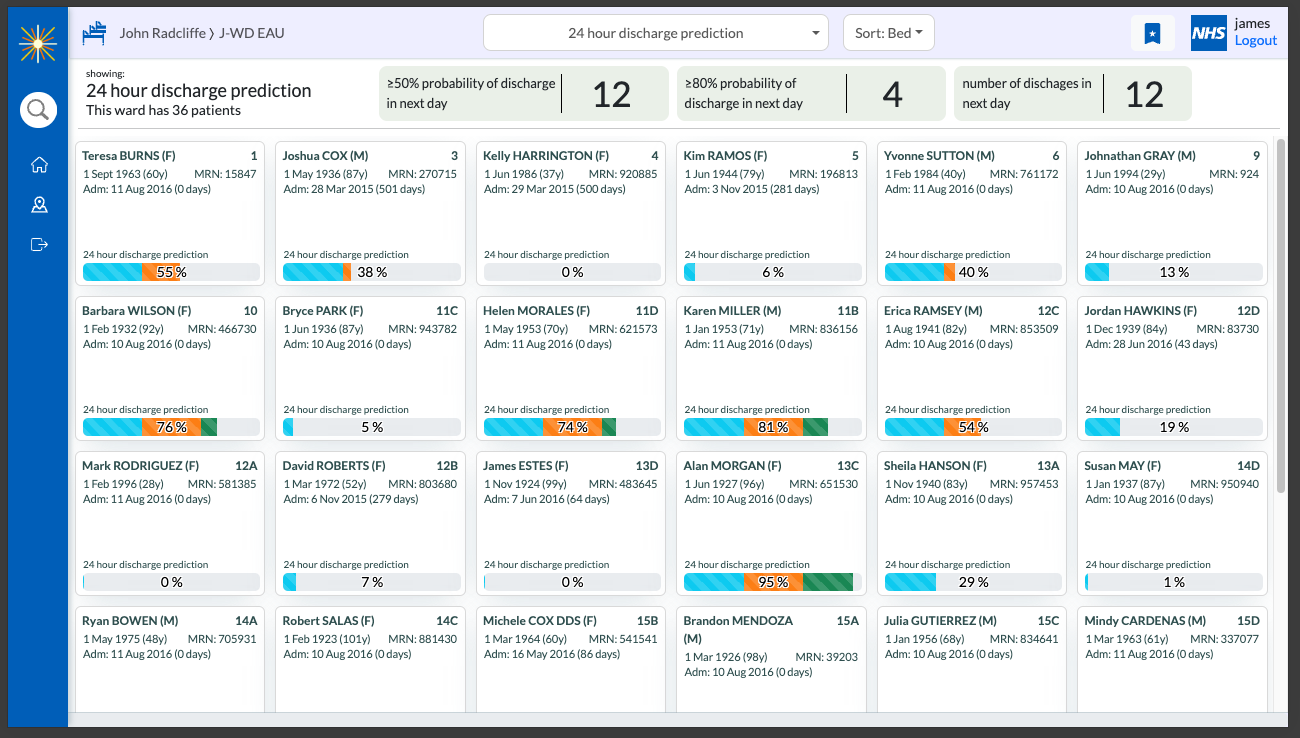 John Radcliffe 〉 J-WD EAU
24 hour discharge prediction
Sort: Bed
NHS
james
Logout
showing:
24 hour discharge prediction
This ward has 36 patients
≥50% probability of discharge
in next day
12
≥80% probability of
discharge in next day
4
number of dischages in
next day
12
Teresa BURNS (F) 1
1 Sept 1963 (60y) MRN: 15847
Adm: 11 Aug 2016 (0 days)
24 hour discharge prediction
55 %
Joshua COX (M) 3
1 May 1936 (87y) MRN: 270715
Adm: 28 Mar 2015 (501 days)
24 hour discharge prediction
38 %
Kelly HARRINGTON (F) 4
1 Jun 1986 (37y) MRN: 920885
Adm: 29 Mar 2015 (500 days)
24 hour discharge prediction
0 %
Kim RAMOS (F) 5
1 Jun 1944 (79y) MRN: 196813
Adm: 3 Nov 2015 (281 days)
24 hour discharge prediction
6 %
Yvonne SUTTON (M) 6
1 Feb 1984 (40y) MRN: 761172
Adm: 11 Aug 2016 (0 days)
24 hour discharge prediction
40 %
Johnathan GRAY (M) 9
1 Jun 1994 (29y) MRN: 924
Adm: 10 Aug 2016 (0 days)
24 hour discharge prediction
13 %
Barbara WILSON (F) 10
1 Feb 1932 (92y) MRN: 466730
Adm: 10 Aug 2016 (0 days)
24 hour discharge prediction
76 %
Bryce PARK (F) 11C
1 Jun 1936 (87y) MRN: 943782
Adm: 10 Aug 2016 (0 days)
24 hour discharge prediction
5 %
Helen MORALES (F) 11D
1 May 1953 (70y) MRN: 621573
Adm: 11 Aug 2016 (0 days)
24 hour discharge prediction
74 %
Karen MILLER (M) 11B
1 Jan 1953 (71y) MRN: 836156
Adm: 11 Aug 2016 (0 days)
24 hour discharge prediction
81 %
Erica RAMSEY (M) 12C
1 Aug 1941 (82y) MRN: 853509
Adm: 10 Aug 2016 (0 days)
24 hour discharge prediction
54 %
Jordan HAWKINS (F) 12D
1 Dec 1939 (84y) MRN: 83730
Adm: 28 Jun 2016 (43 days)
24 hour discharge prediction
19 %
Mark RODRIGUEZ (F) 12A
1 Feb 1996 (28y) MRN: 581385
Adm: 11 Aug 2016 (0 days)
24 hour discharge prediction
0 %
David ROBERTS (F) 12B
1 Mar 1972 (52y) MRN: 803680
Adm: 6 Nov 2015 (279 days)
24 hour discharge prediction
7 %
James ESTES (F) 13D
1 Nov 1924 (99y) MRN: 483645
Adm: 7 Jun 2016 (64 days)
24 hour discharge prediction
0 %
Alan MORGAN (F) 13C
1 Jun 1927 (96y) MRN: 651530
Adm: 10 Aug 2016 (0 days)
24 hour discharge prediction
95 %
Sheila HANSON (F) 13A
1 Nov 1940 (83y) MRN: 957453
Adm: 10 Aug 2016 (0 days)
24 hour discharge prediction
29 %
Susan MAY (F) 14D
1 Jan 1937 (87y) MRN: 950940
Adm: 10 Aug 2016 (0 days)
24 hour discharge prediction
1 %
Ryan BOWEN (M) 14A
1 May 1975 (48y) MRN: 705931
Adm: 11 Aug 2016 (0 days)
Robert SALAS (F) 14C
1 Feb 1923 (101y) MRN: 881430
Adm: 10 Aug 2016 (0 days)
Michele COX DDS (F) 15B
1 Mar 1964 (60y) MRN: 541541
Adm: 16 May 2016 (86 days)
Brandon MENDOZA 15A
(M)
1 Mar 1926 (98y) MRN: 39203
Adm: 10 Aug 2016 (0 days)
Julia GUTIERREZ (M) 15C
1 Jan 1956 (68y) MRN: 834641
Adm: 10 Aug 2016 (0 days)
Mindy CARDENAS (M) 15D
1 Mar 1963 (61y) MRN: 337077
Adm: 11 Aug 2016 (0 days)